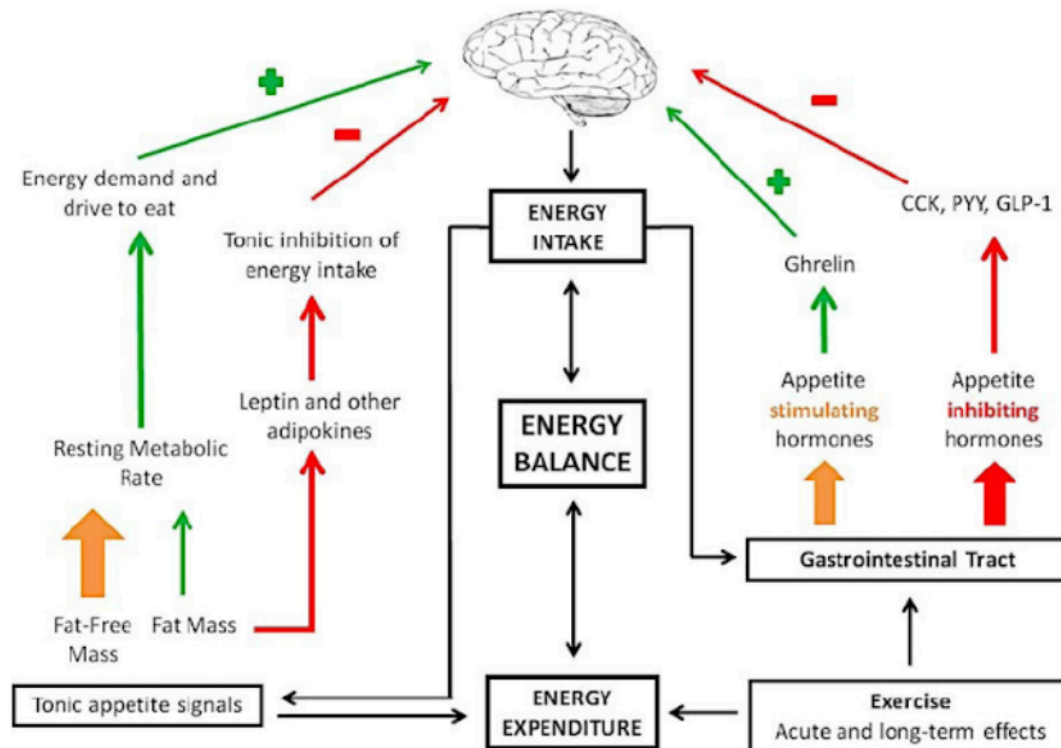 Energy demand and
drive to eat
Tonic inhibition of
energy intake
Leptin and other
adipokines
Resting Metabolic
Rate
Fat-Free
Mass
Fat Mass
Tonic appetite signals
ENERGY
INTAKE
ENERGY
BALANCE
ENERGY
EXPENDITURE
CCK, PYY, GLP-1
Ghrelin
Appetite
stimulating
hormones
Appetite
inhibiting
hormones
Gastrointestinal Tract
Exercise
Acute and long-term effects